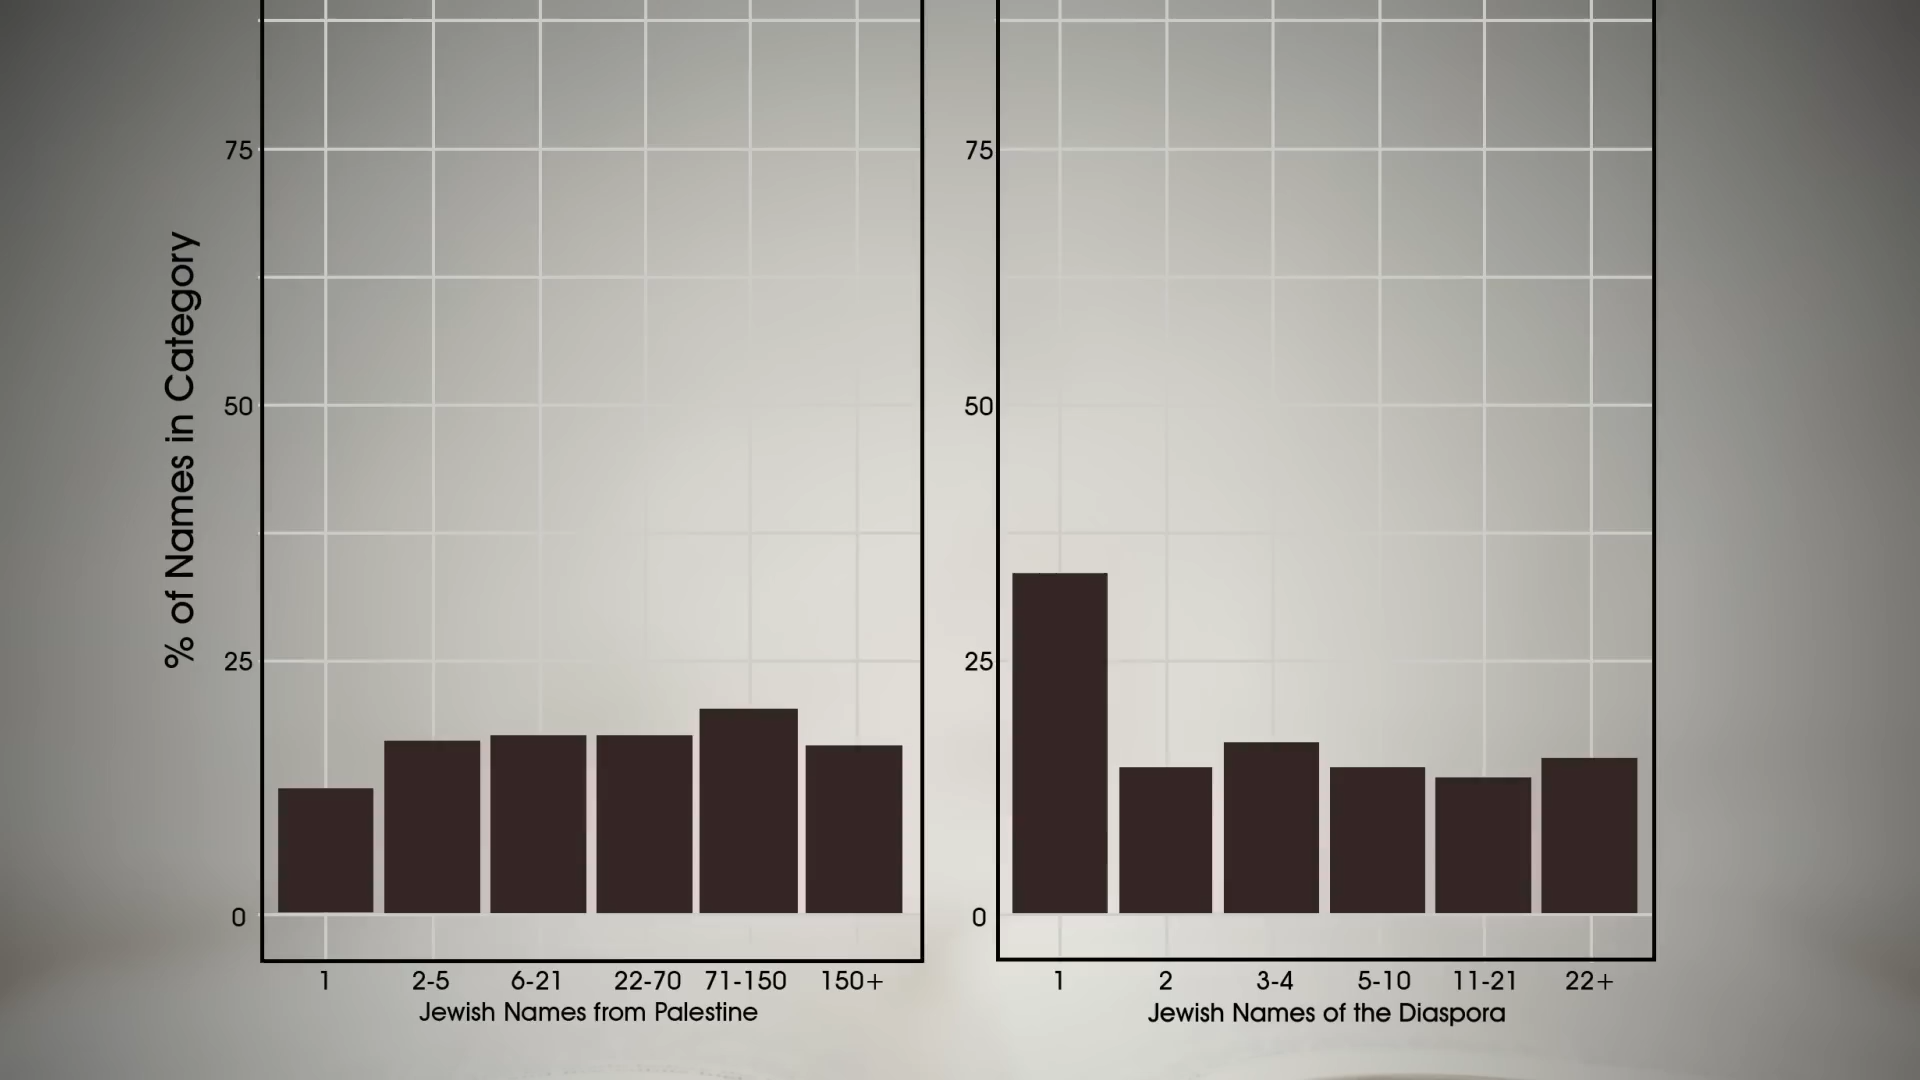 % of Names in Category
75
50
25
0
1 2-5 6-21 22-70 71-150 150+
Jewish Names from Palestine
75
50
25
0
1 2 3-4 5-10 11-21 22+
Jewish Names of the Diaspora